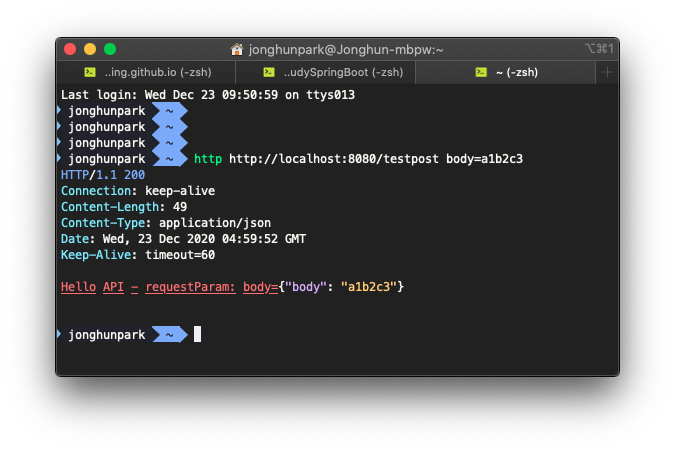 jonghunpark@Jonghun-mbpw:~
⌥⌘1
..ing.github.io (-zsh)
..udySpringBoot (-zsh)
~ (-zsh)
Last login: Wed Dec 23 09:50:59 on ttys013
jonghunpark ~
jonghunpark ~
jonghunpark ~
jonghunpark ~ http http://localhost:8080/testpost body=a1b2c3
HTTP/1.1 200
Connection: keep-alive
Content-Length: 49
Content-Type: application/json
Date: Wed, 23 Dec 2020 04:59:52 GMT
Keep-Alive: timeout=60
Hello API - requestParam: body={"body": "a1b2c3"}
jonghunpark ~